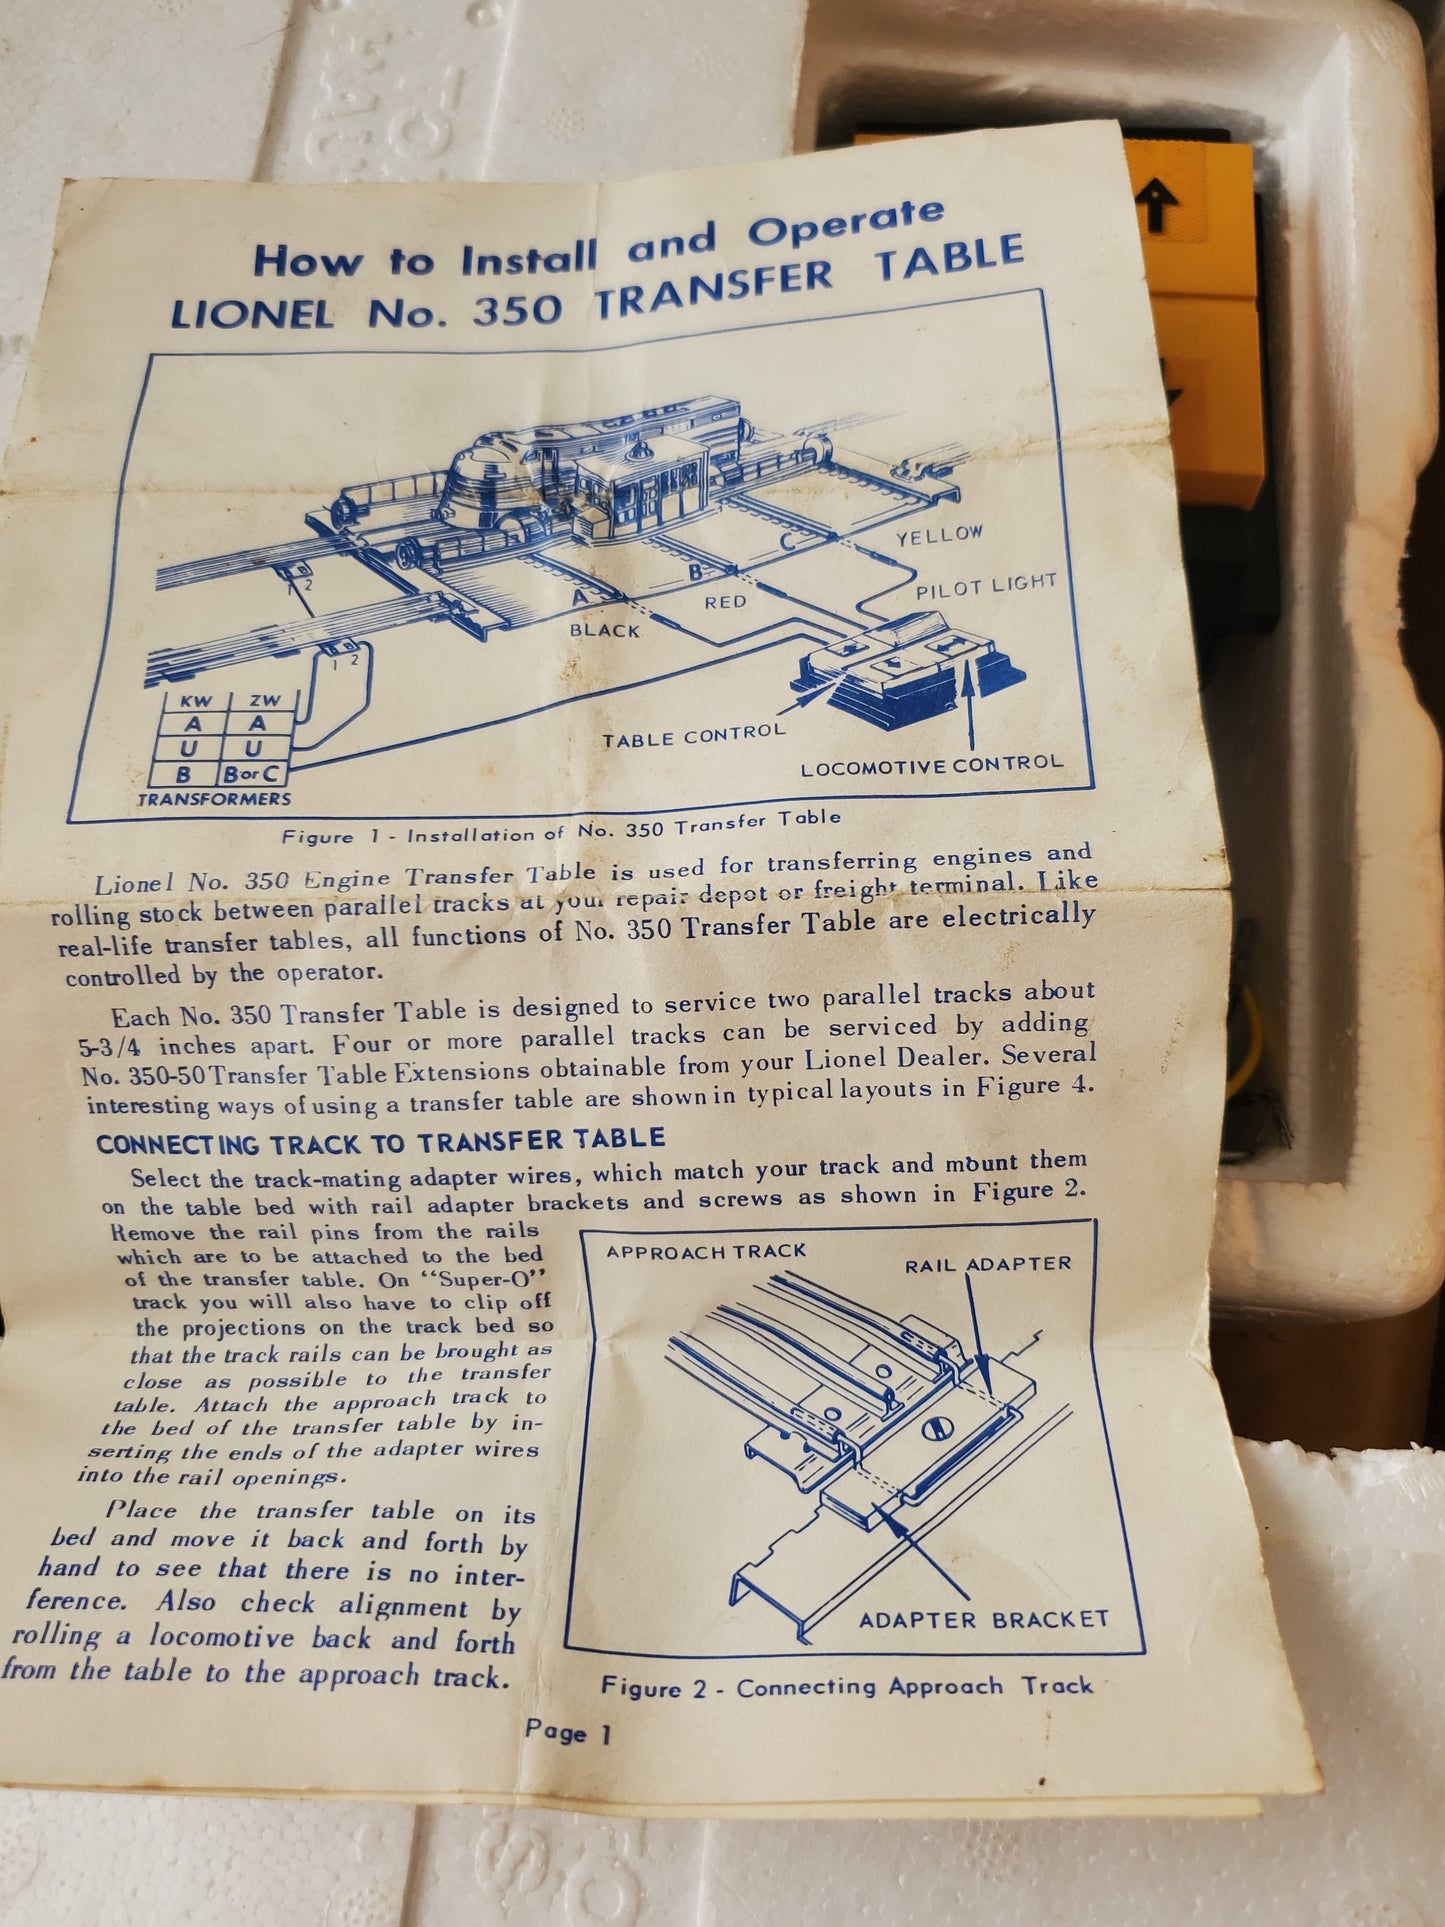 How to Install and Operate
LIONEL No. 350 TRANSFER TABLE
YELLOW
C
PILOT LIGHT
B
RED
A
BLACK
1 2
1 2
KW ZW
A A
U U
B B or C
TRANSFORMERS
TABLE CONTROL
LOCOMOTIVE CONTROL
Figure 1 - Installation of No. 350 Transfer Table
Lionel No. 350 Engine Transfer Table is used for transferring engines and
rolling stock between parallel tracks at your repair depot or freight terminal. Like
real-life transfer tables, all functions of No. 350 Transfer Table are electrically
controlled by the operator.
Each No. 350 Transfer Table is designed to service two parallel tracks about
5-3/4 inches apart. Four or more parallel tracks can be serviced by adding
No. 350-50 Transfer Table Extensions obtainable from your Lionel Dealer. Several
interesting ways of using a transfer table are shown in typical layouts in Figure 4.
CONNECTING TRACK TO TRANSFER TABLE
Select the track-mating adapter wires, which match your track and mount them
on the table bed with rail adapter brackets and screws as shown in Figure 2.
Remove the rail pins from the rails
which are to be attached to the bed
of the transfer table. On "Super-O"
track you will also have to clip off
the projections on the track bed so
that the track rails can be brought as
close as possible to the transfer
table. Attach the approach track to
the bed of the transfer table by in-
serting the ends of the adapter wires
into the rail openings.
Place the transfer table on its
bed and move it back and forth by
hand to see that there is no inter-
ference. Also check alignment by
rolling a locomotive back and forth
from the table to the approach track.
APPROACH TRACK
RAIL ADAPTER
ADAPTER BRACKET
Figure 2 - Connecting Approach Track
Page 1